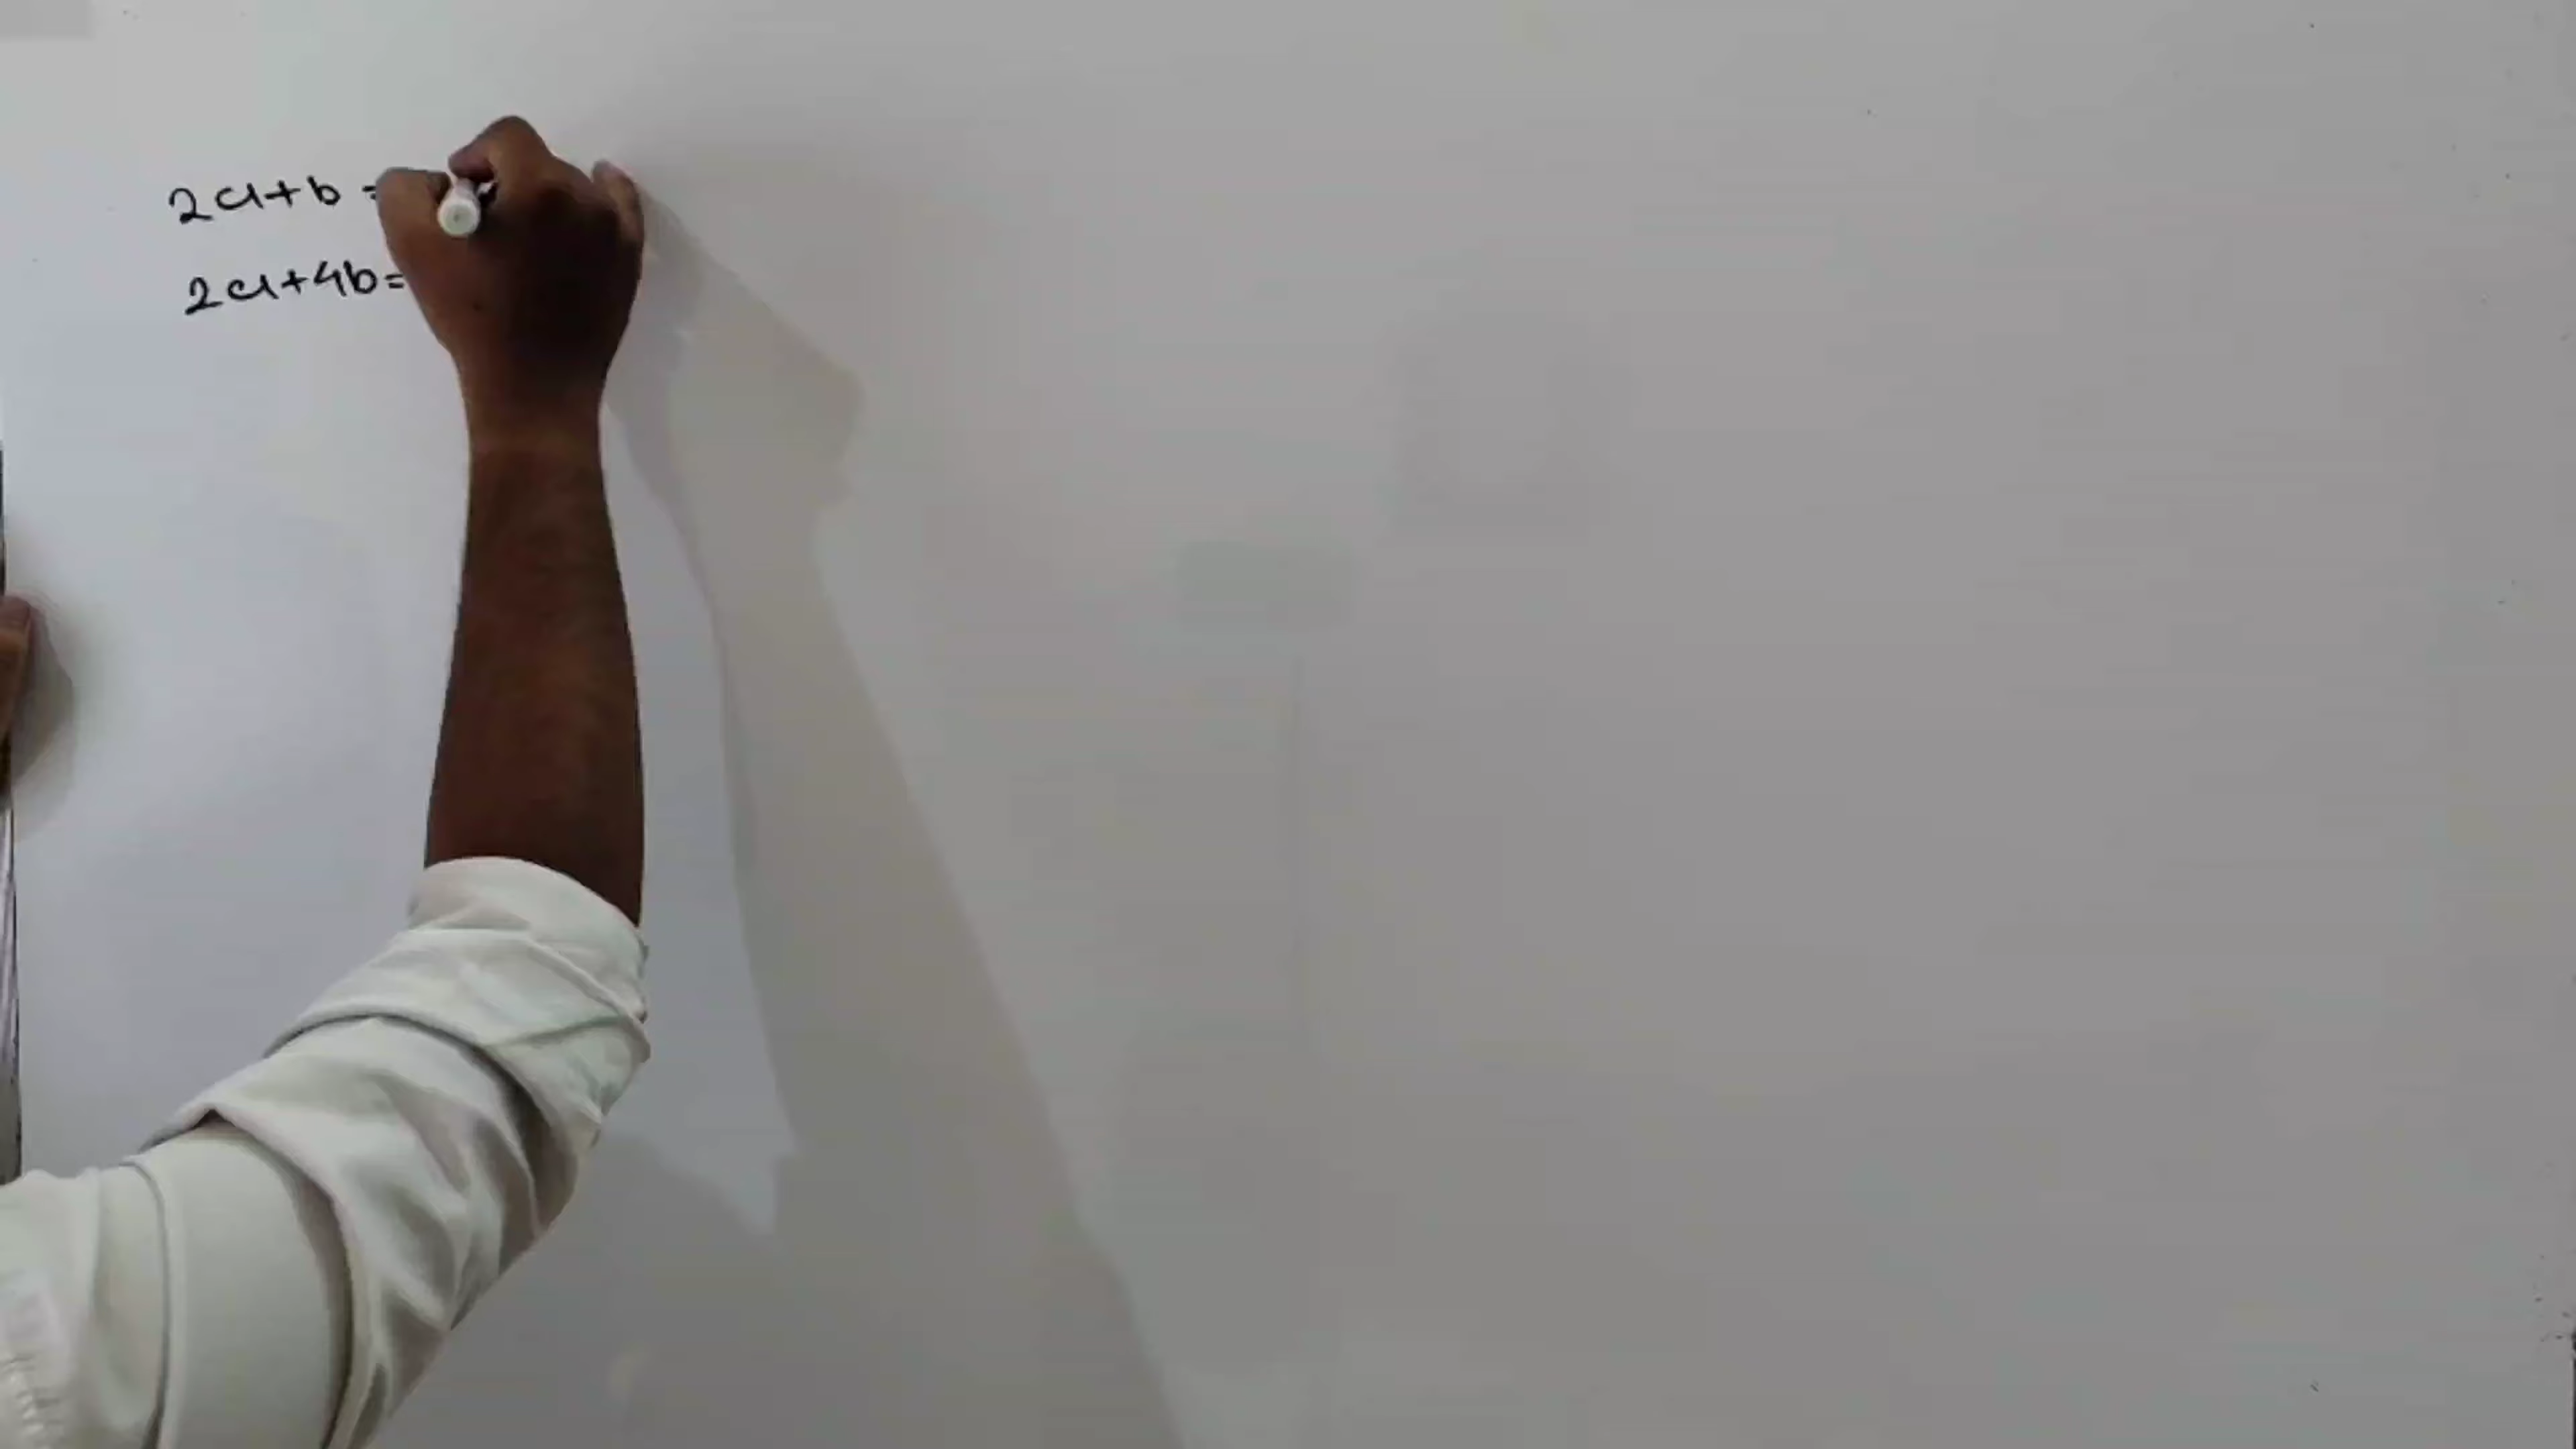 2a+b =
2a+4b=